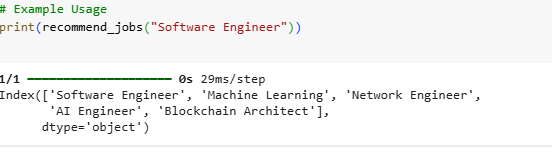 # Example Usage
print(recommend_jobs("Software Engineer"))
1/1 ━━━━━━━━━━━━━━━━━━━━ 0s 29ms/step
Index(['Software Engineer', 'Machine Learning', 'Network Engineer',
'AI Engineer', 'Blockchain Architect'],
dtype='object')